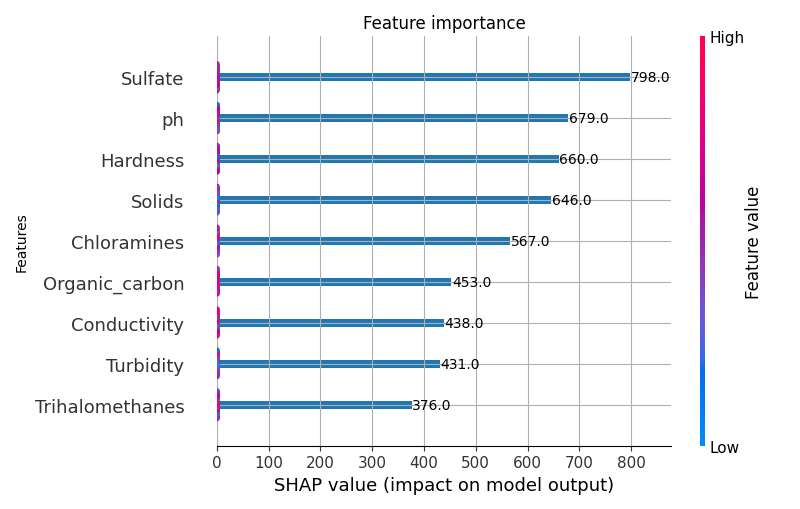 Feature importance
High
Sulfate 798.0
ph 679.0
Hardness 660.0
Solids 646.0
Chloramines 567.0
Organic_carbon 453.0
Conductivity 438.0
Turbidity 431.0
Trihalomethanes 376.0
Features
Feature value
Low
0 100 200 300 400 500 600 700 800
SHAP value (impact on model output)